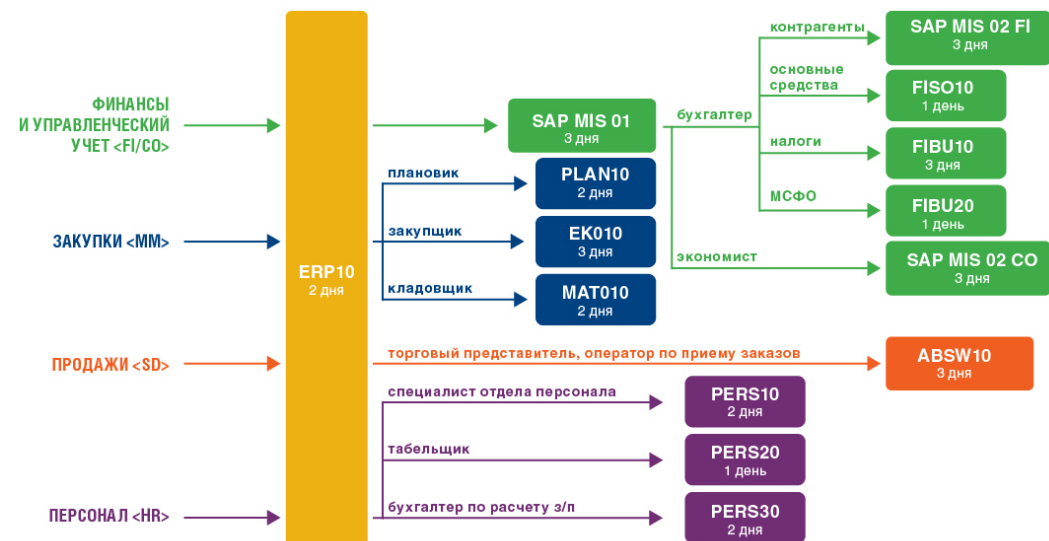 ФИНАНСЫ
И УПРАВЛЕНЧЕСКИЙ
УЧЕТ <FI/CO>
ЗАКУПКИ <MM>
ПРОДАЖИ <SD>
ПЕРСОНАЛ <HR>
ERP10
2 дня
SAP MIS 01
3 дня
бухгалтер
контрагенты
SAP MIS 02 FI
3 дня
основные
средства
FISO10
1 день
налоги
FIBU10
3 дня
МСФО
FIBU20
1 день
экономист
SAP MIS 02 CO
3 дня
плановик
PLAN10
2 дня
закупщик
EK010
3 дня
кладовщик
MAT010
2 дня
торговый представитель, оператор по приему заказов
ABSW10
3 дня
специалист отдела персонала
PERS10
2 дня
табельщик
PERS20
1 день
бухгалтер по расчету з/п
PERS30
2 дня